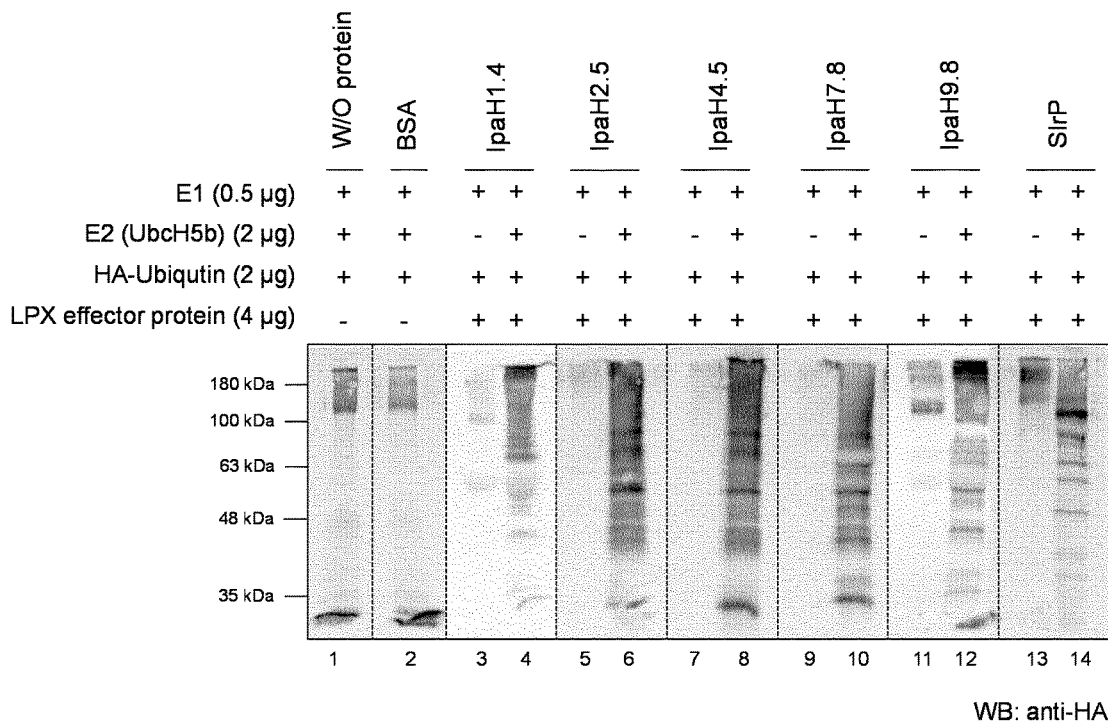 W/O protein BSA IpaH1.4 IpaH2.5 IpaH4.5 IpaH7.8 IpaH9.8 SlrP
E1 (0.5 µg) + + + + + + + + + + + + + +
E2 (UbcH5b) (2 µg) + + - + - + - + - + - + - +
HA-Ubiqutin (2 µg) + + + + + + + + + + + + + +
LPX effector protein (4 µg) - - + + + + + + + + + + + +
180 kDa
100 kDa
63 kDa
48 kDa
35 kDa
1 2 3 4 5 6 7 8 9 10 11 12 13 14
WB: anti-HA